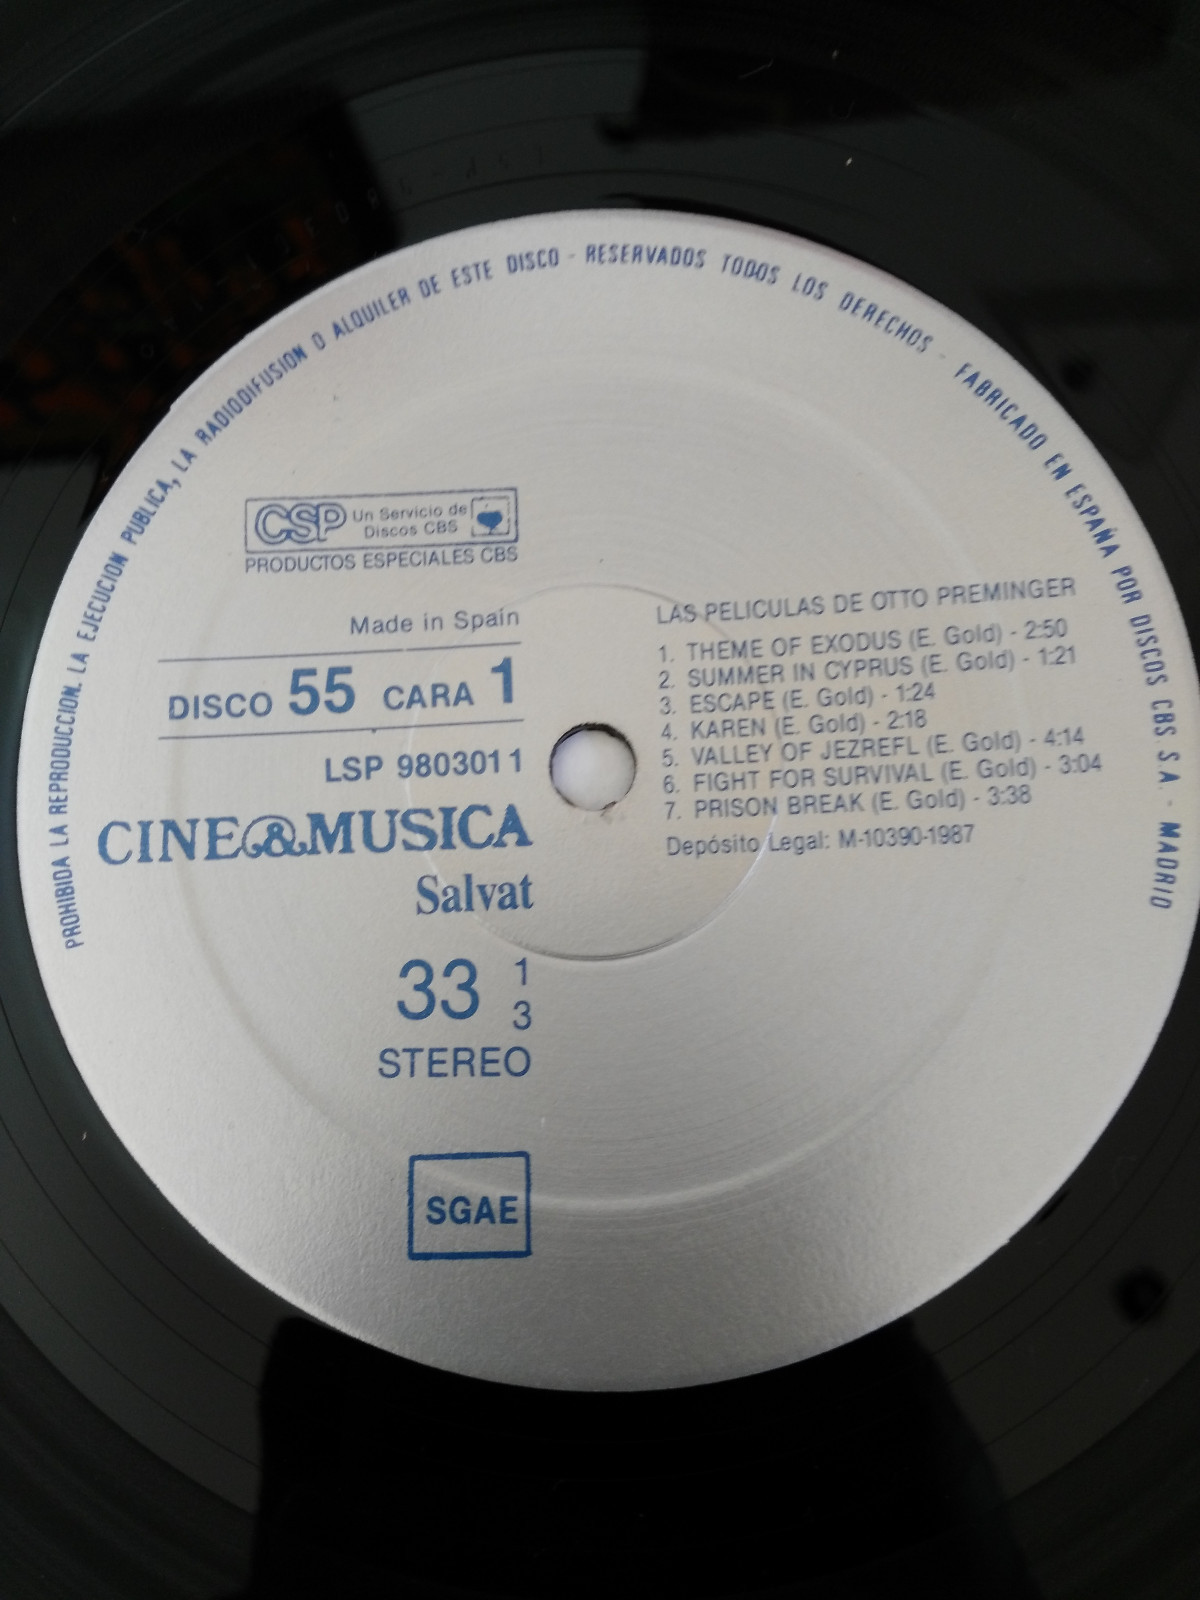 PROHIBIDA LA REPRODUCCION. LA EJECUCION PUBLICA, LA RADIODIFUSION O ALQUILER DE ESTE DISCO - RESERVADOS TODOS LOS DERECHOS - FABRICADO EN ESPAÑA POR DISCOS CBS S.A. - MADRID
CSP Un Servicio de
Discos CBS
PRODUCTOS ESPECIALES CBS
Made in Spain
DISCO 55 CARA 1
LSP 9803011
CINE&MUSICA
Salvat
33 1
3
STEREO
SGAE
LAS PELICULAS DE OTTO PREMINGER
1. THEME OF EXODUS (E. Gold) - 2:50
2. SUMMER IN CYPRUS (E. Gold) - 1:21
3. ESCAPE (E. Gold) - 1:24
4. KAREN (E. Gold) - 2:18
5. VALLEY OF JEZREFL (E. Gold) - 4:14
6. FIGHT FOR SURVIVAL (E. Gold) - 3:04
7. PRISON BREAK (E. Gold) - 3:38
Depósito Legal: M-10390-1987